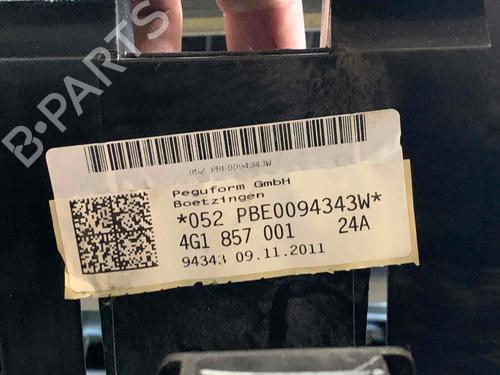 B-PARTS
052 PBE0094343W
Peguform GmbH
Boetzingen
*052 PBE0094343W*
4G1 857 001 24A
94343 09.11.2011